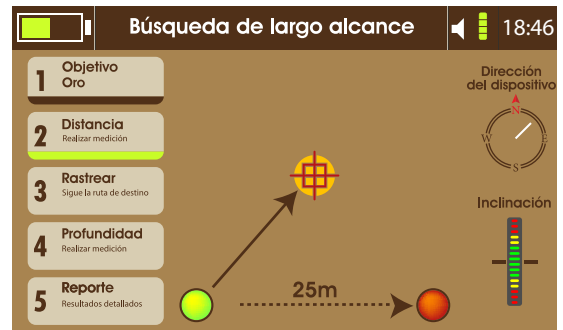 Búsqueda de largo alcance
18:46
1
Objetivo
Oro
2
Distancia
Realizar medición
3
Rastrear
Sigue la ruta de destino
4
Profundidad
Realizar medición
5
Reporte
Resultados detallados
25m
Dirección
del dispositivo
N
W
E
S
Inclinación